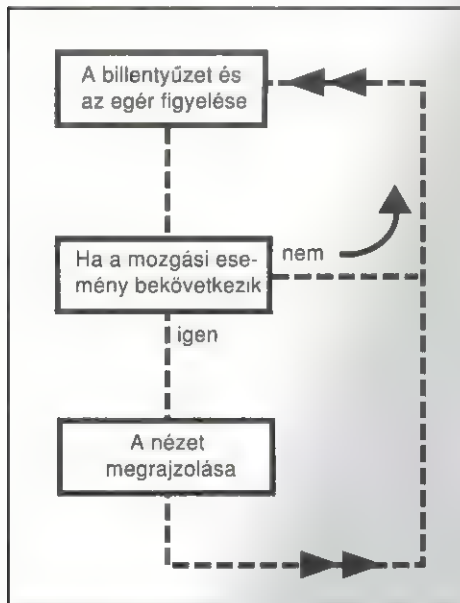 A billentyűzet és
az egér figyelése
Ha a mozgási ese-
mény bekövetkezik
nem
igen
A nézet
megrajzolása